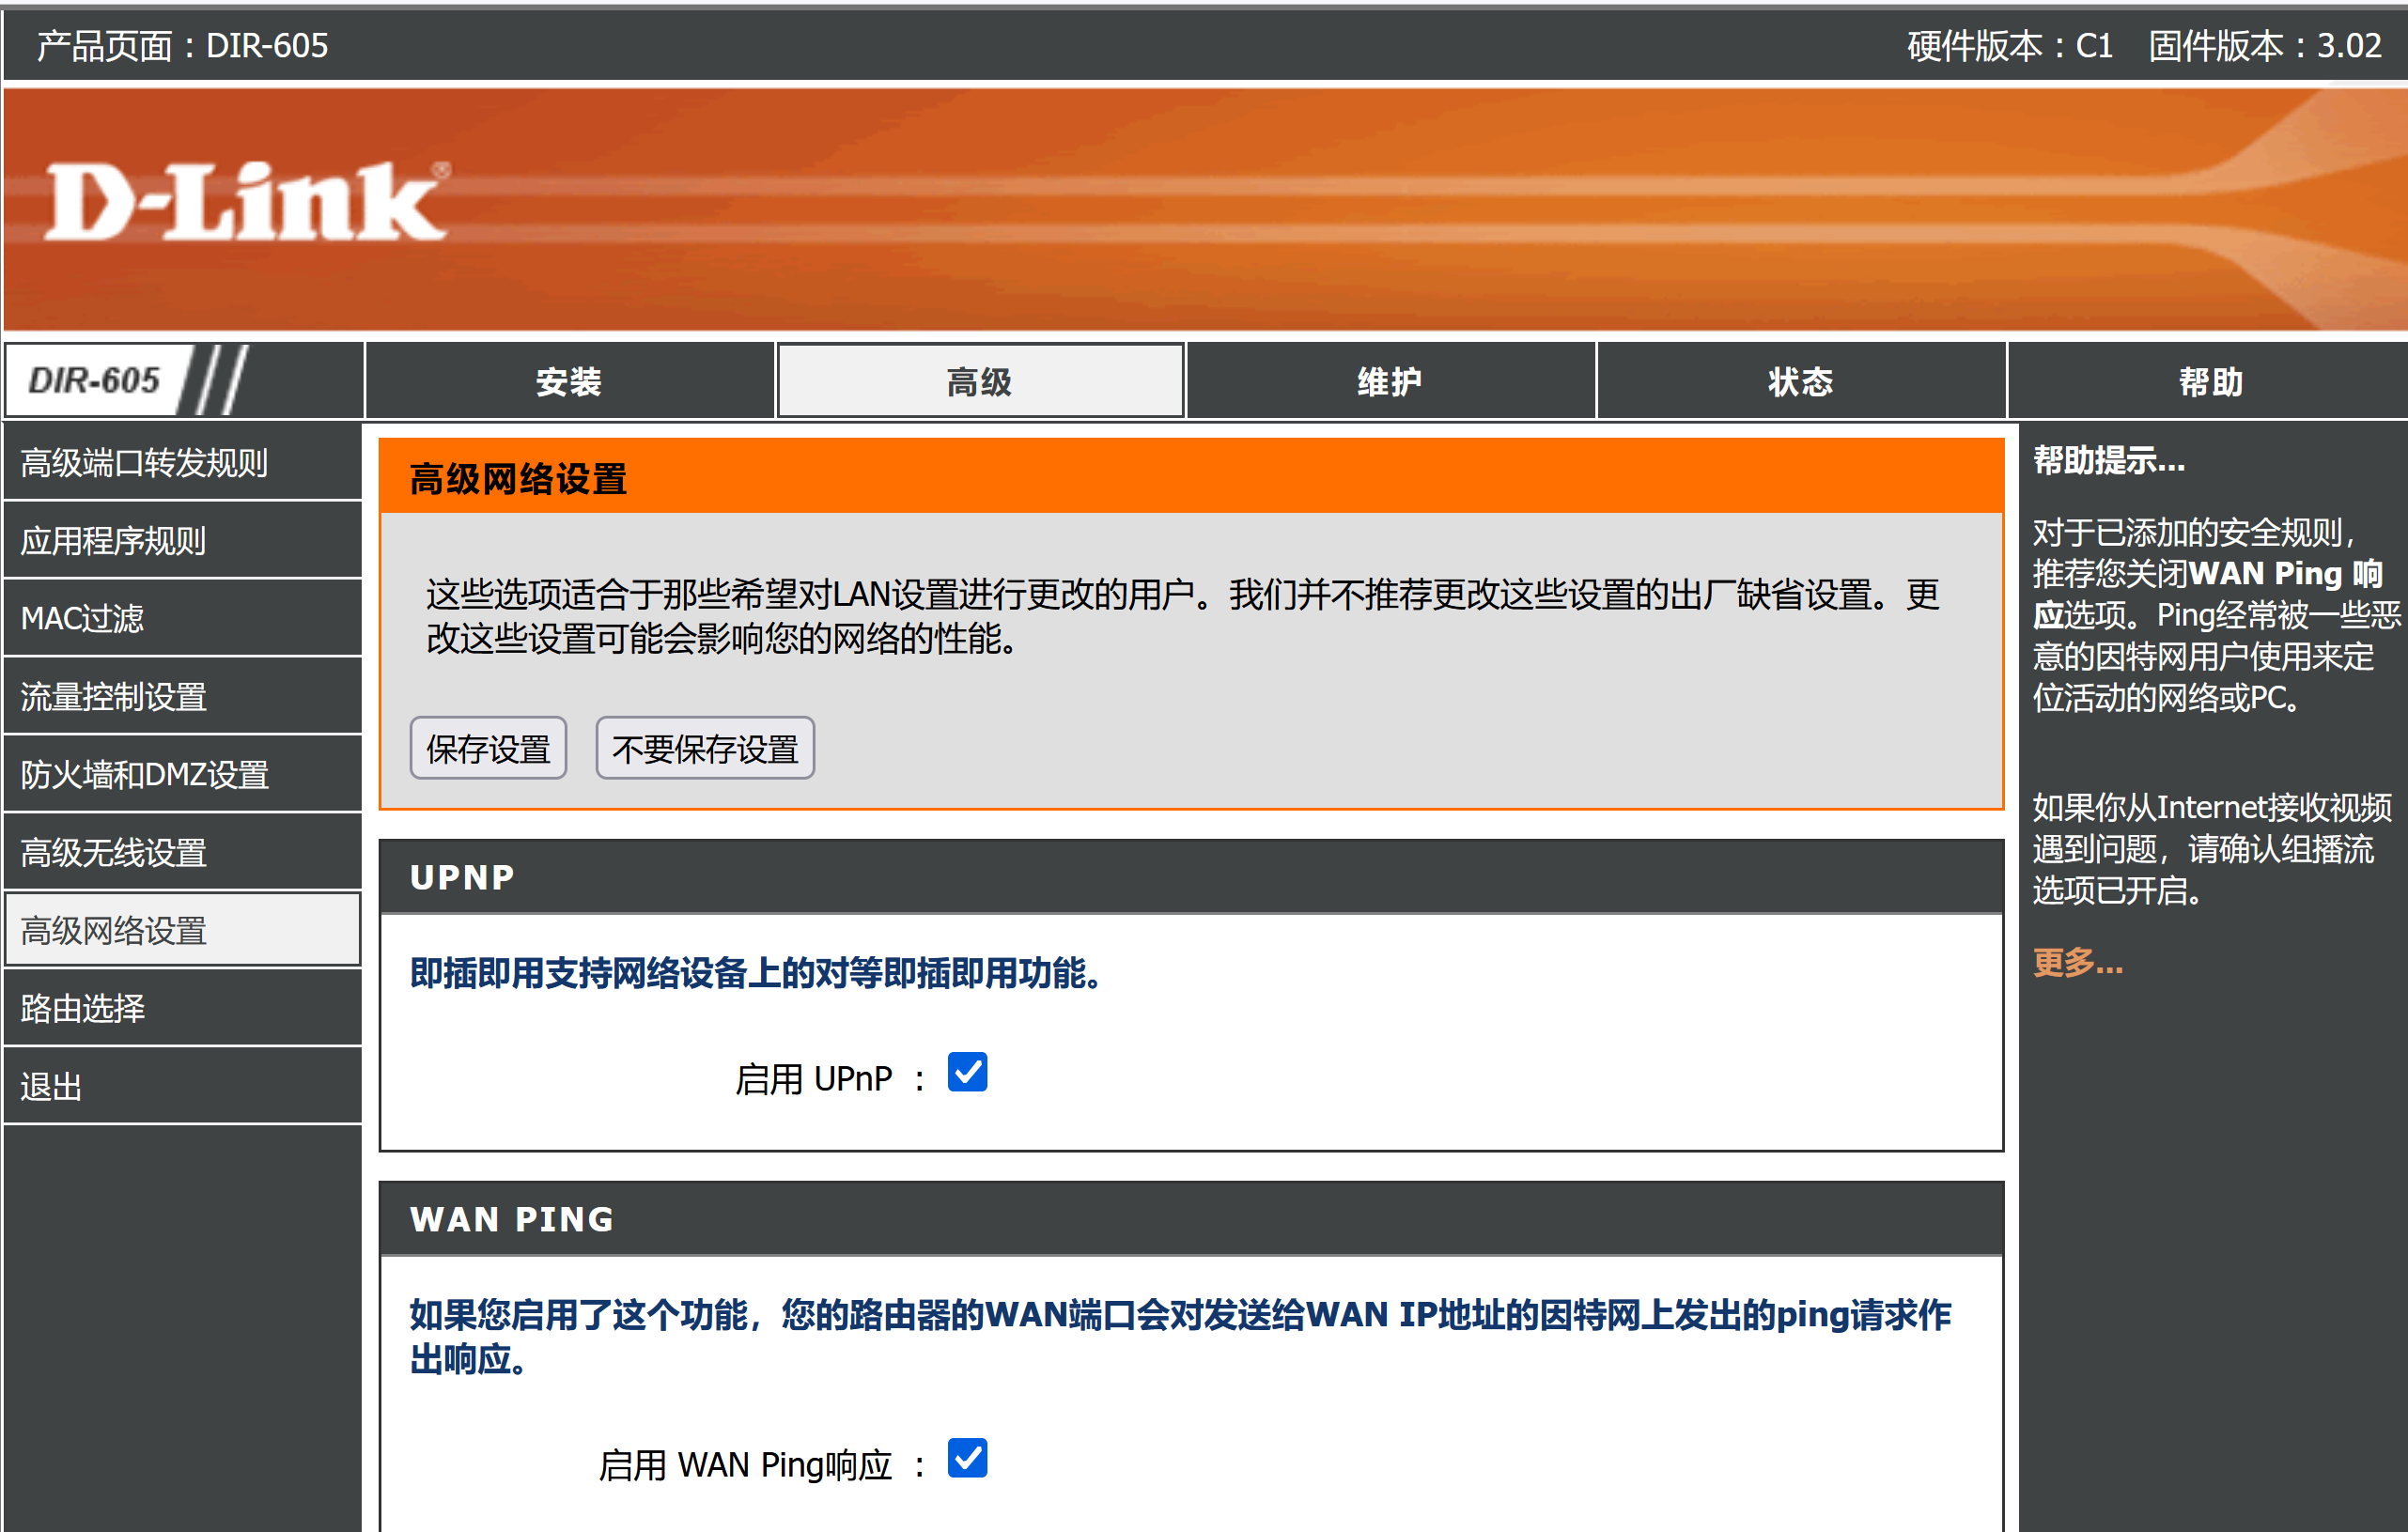 产品页面：DIR-605
硬件版本：C1 固件版本：3.02
D-Link®
DIR-605
安装
高级
维护
状态
帮助
高级端口转发规则
应用程序规则
MAC过滤
流量控制设置
防火墙和DMZ设置
高级无线设置
高级网络设置
路由选择
退出
高级网络设置
这些选项适合于那些希望对LAN设置进行更改的用户。我们并不推荐更改这些设置的出厂缺省设置。更
改这些设置可能会影响您的网络的性能。
保存设置
不要保存设置
UPNP
即插即用支持网络设备上的对等即插即用功能。
启用 UPnP ：
WAN PING
如果您启用了这个功能，您的路由器的WAN端口会对发送给WAN IP地址的因特网上发出的ping请求作
出响应。
启用 WAN Ping响应 ：
帮助提示...
对于已添加的安全规则，
推荐您关闭WAN Ping 响
应选项。Ping经常被一些恶
意的因特网用户使用来定
位活动的网络或PC。
如果你从Internet接收视频
遇到问题，请确认组播流
选项已开启。
更多...